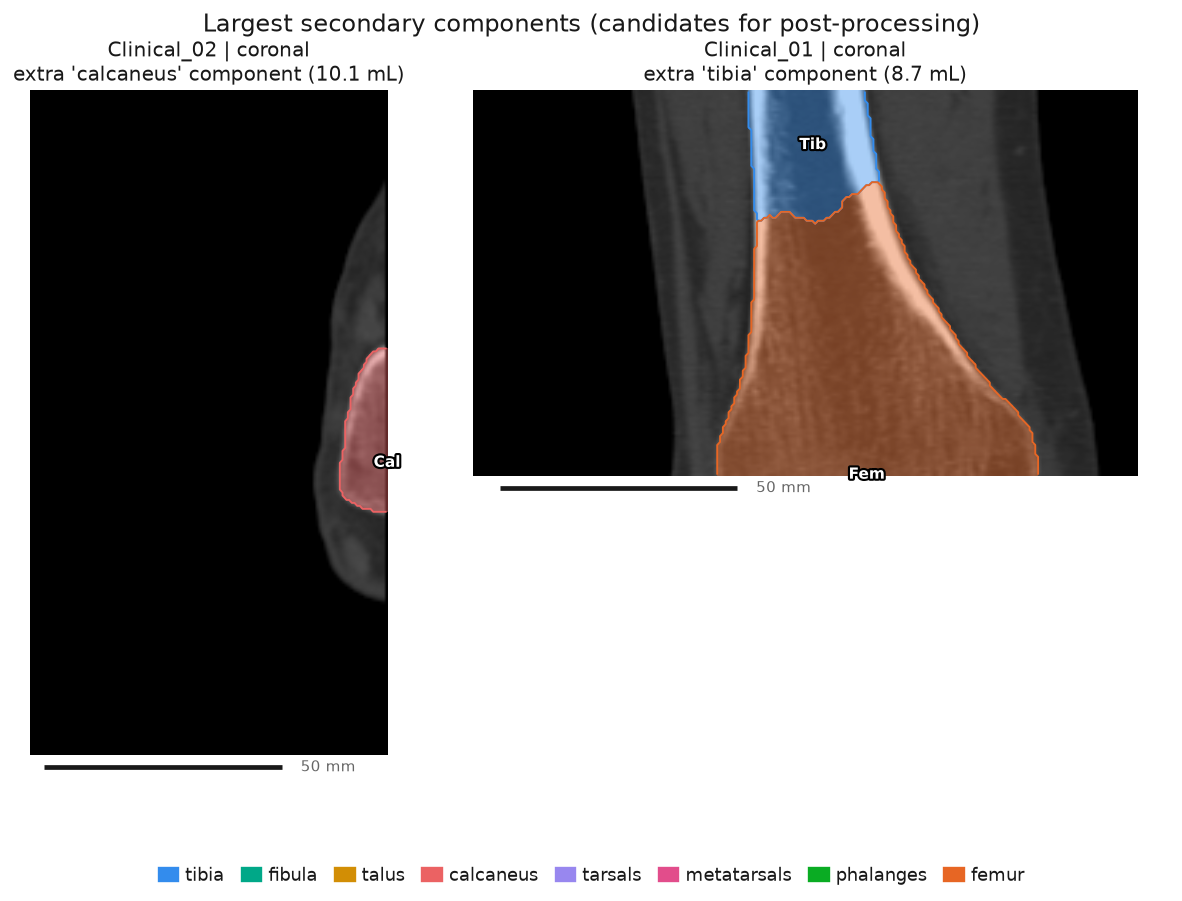 Largest secondary components (candidates for post-processing)
Clinical_02 | coronal
extra 'calcaneus' component (10.1 mL)
Clinical_01 | coronal
extra 'tibia' component (8.7 mL)
Tib
Cal
Fem
50 mm
50 mm
tibia
fibula
talus
calcaneus
tarsals
metatarsals
phalanges
femur